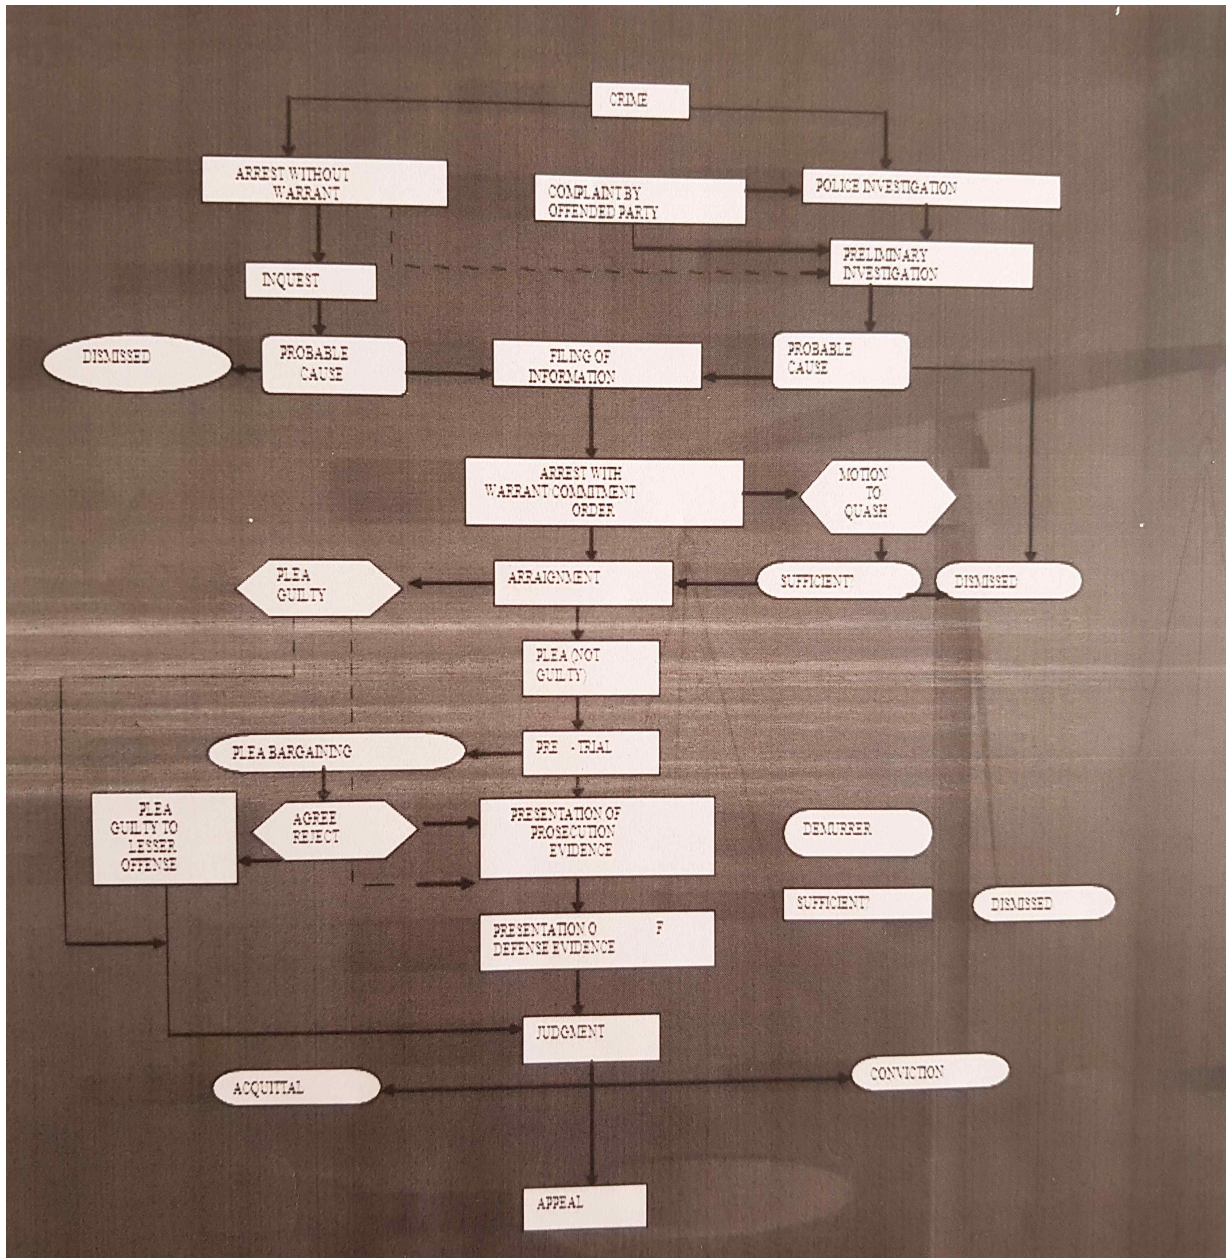 CRIME
ARREST WITHOUT
WARRANT
COMPLAINT BY
OFFENDED PARTY
POLICE INVESTIGATION
PRELIMINARY
INVESTIGATION
INQUEST
DISMISSED
PROBABLE
CAUSE
FILING OF
INFORMATION
PROBABLE
CAUSE
ARREST WITH
WARRANT COMMITMENT
ORDER
MOTION
TO
QUASH
PLEA
GUILTY
ARRAIGNMENT
SUFFICIENT?
DISMISSED
PLEA (NOT
GUILTY)
PLEA BARGAINING
PRE - TRIAL
PLEA
GUILTY TO
LESSER
OFFENSE
AGREE
REJECT
PRESENTATION OF
PROSECUTION
EVIDENCE
DEMURRER
SUFFICIENT?
DISMISSED
PRESENTATION O F
DEFENSE EVIDENCE
JUDGMENT
ACQUITTAL
CONVICTION
APPEAL